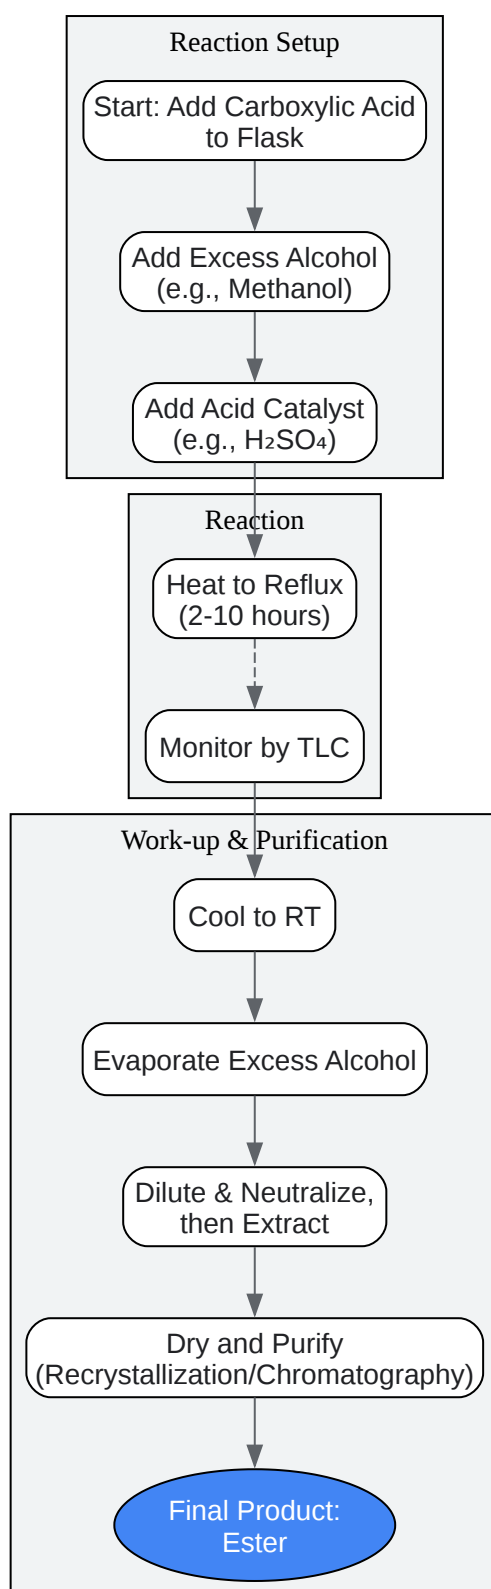 Reaction Setup
Start: Add Carboxylic Acid
to Flask
Add Excess Alcohol
(e.g., Methanol)
Add Acid Catalyst
(e.g., H₂SO₄)
Reaction
Heat to Reflux
(2-10 hours)
Monitor by TLC
Work-up & Purification
Cool to RT
Evaporate Excess Alcohol
Dilute & Neutralize,
then Extract
Dry and Purify
(Recrystallization/Chromatography)
Final Product:
Ester